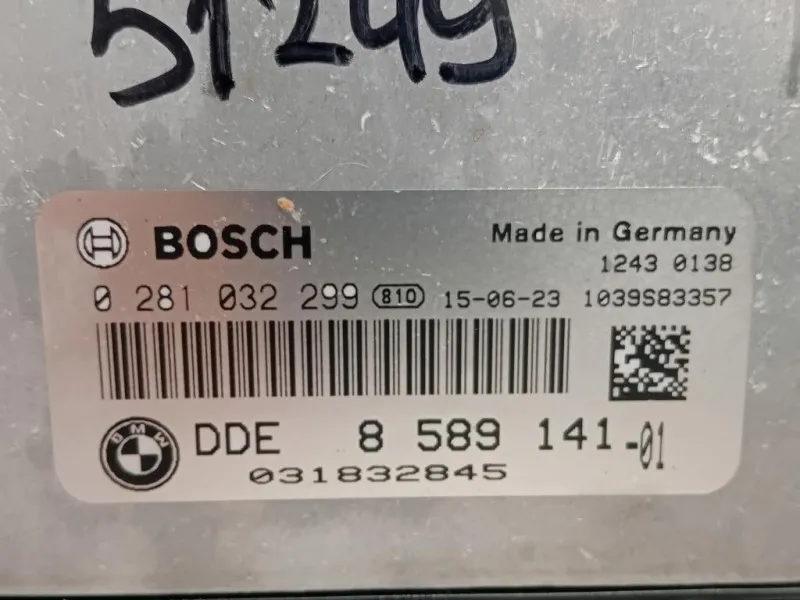 51249
BOSCH
Made in Germany
1243 0138
0 281 032 299 810 15-06-23 1039S83357
BMW
DDE 8 589 141-01
031832845